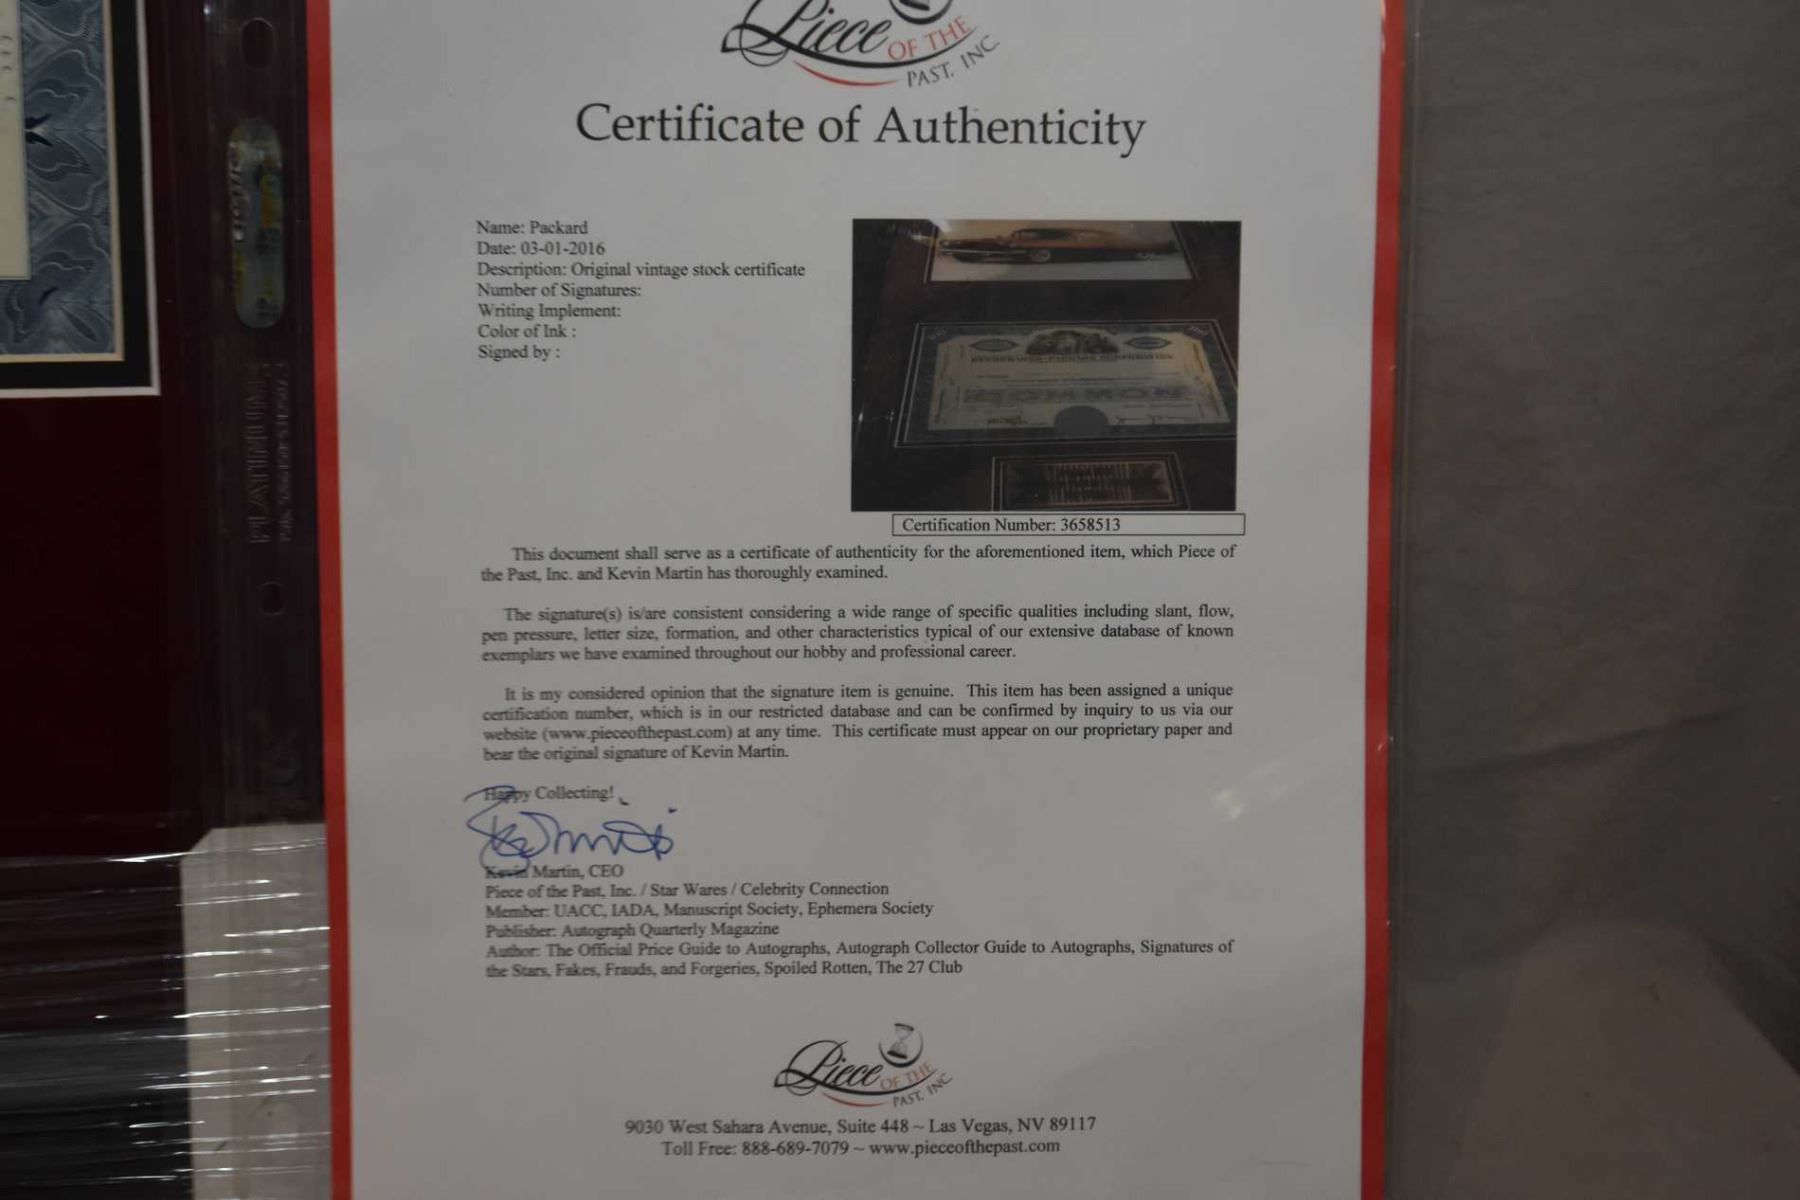 Piece OF THE
PAST, INC.
Certificate of Authenticity
Name: Packard
Date: 03-01-2016
Description: Original vintage stock certificate
Number of Signatures:
Writing Implement:
Color of Ink :
Signed by :
Certification Number: 3658513
This document shall serve as a certificate of authenticity for the aforementioned item, which Piece of
the Past, Inc. and Kevin Martin has thoroughly examined.
The signature(s) is/are consistent considering a wide range of specific qualities including slant, flow,
pen pressure, letter size, formation, and other characteristics typical of our extensive database of known
exemplars we have examined throughout our hobby and professional career.
It is my considered opinion that the signature item is genuine. This item has been assigned a unique
certification number, which is in our restricted database and can be confirmed by inquiry to us via our
website (www.pieceofthepast.com) at any time. This certificate must appear on our proprietary paper and
bear the original signature of Kevin Martin.
Happy Collecting!
Kevin Martin, CEO
Piece of the Past, Inc. / Star Wares / Celebrity Connection
Member: UACC, IADA, Manuscript Society, Ephemera Society
Publisher: Autograph Quarterly Magazine
Author: The Official Price Guide to Autographs, Autograph Collector Guide to Autographs, Signatures of
the Stars, Fakes, Frauds, and Forgeries, Spoiled Rotten, The 27 Club
Piece OF THE
PAST, INC.
9030 West Sahara Avenue, Suite 448 ~ Las Vegas, NV 89117
Toll Free: 888-689-7079 ~ www.pieceofthepast.com
PLATINUM